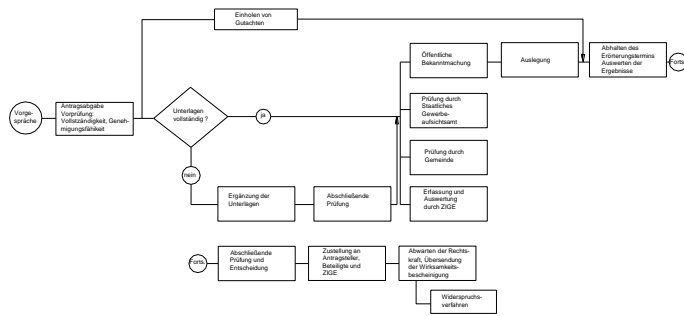 Einholen von
Gutachten
Vorge-
spräche
Antragsabgabe
Vorprüfung:
Vollstzändigkeit, Geneh-
migungsfähikeit
Unterlagen
vollständig ?
ja
nein
Ergänzung der
Unterlagen
Abschließende
Prüfung
Öffentliche
Bekanntmachung
Auslegung
Abhalten des
Erörterungstermins
Auswerten der
Ergebnisse
Forts.
Prüfung durch
Staatliches
Gewerbe-
aufsichtsamt
Prüfung durch
Gemeinde
Erfassung und
Auswertung
durch ZIGE
Forts.
Abschließende
Prüfung und
Entscheidung
Zustellung an
Antragsteller,
Beteiligte und
ZIGE
Abwarten der Rechts-
kraft, Übersendung
der Wirksamkeits-
bescheinigung
Widerspruchs-
verfahren